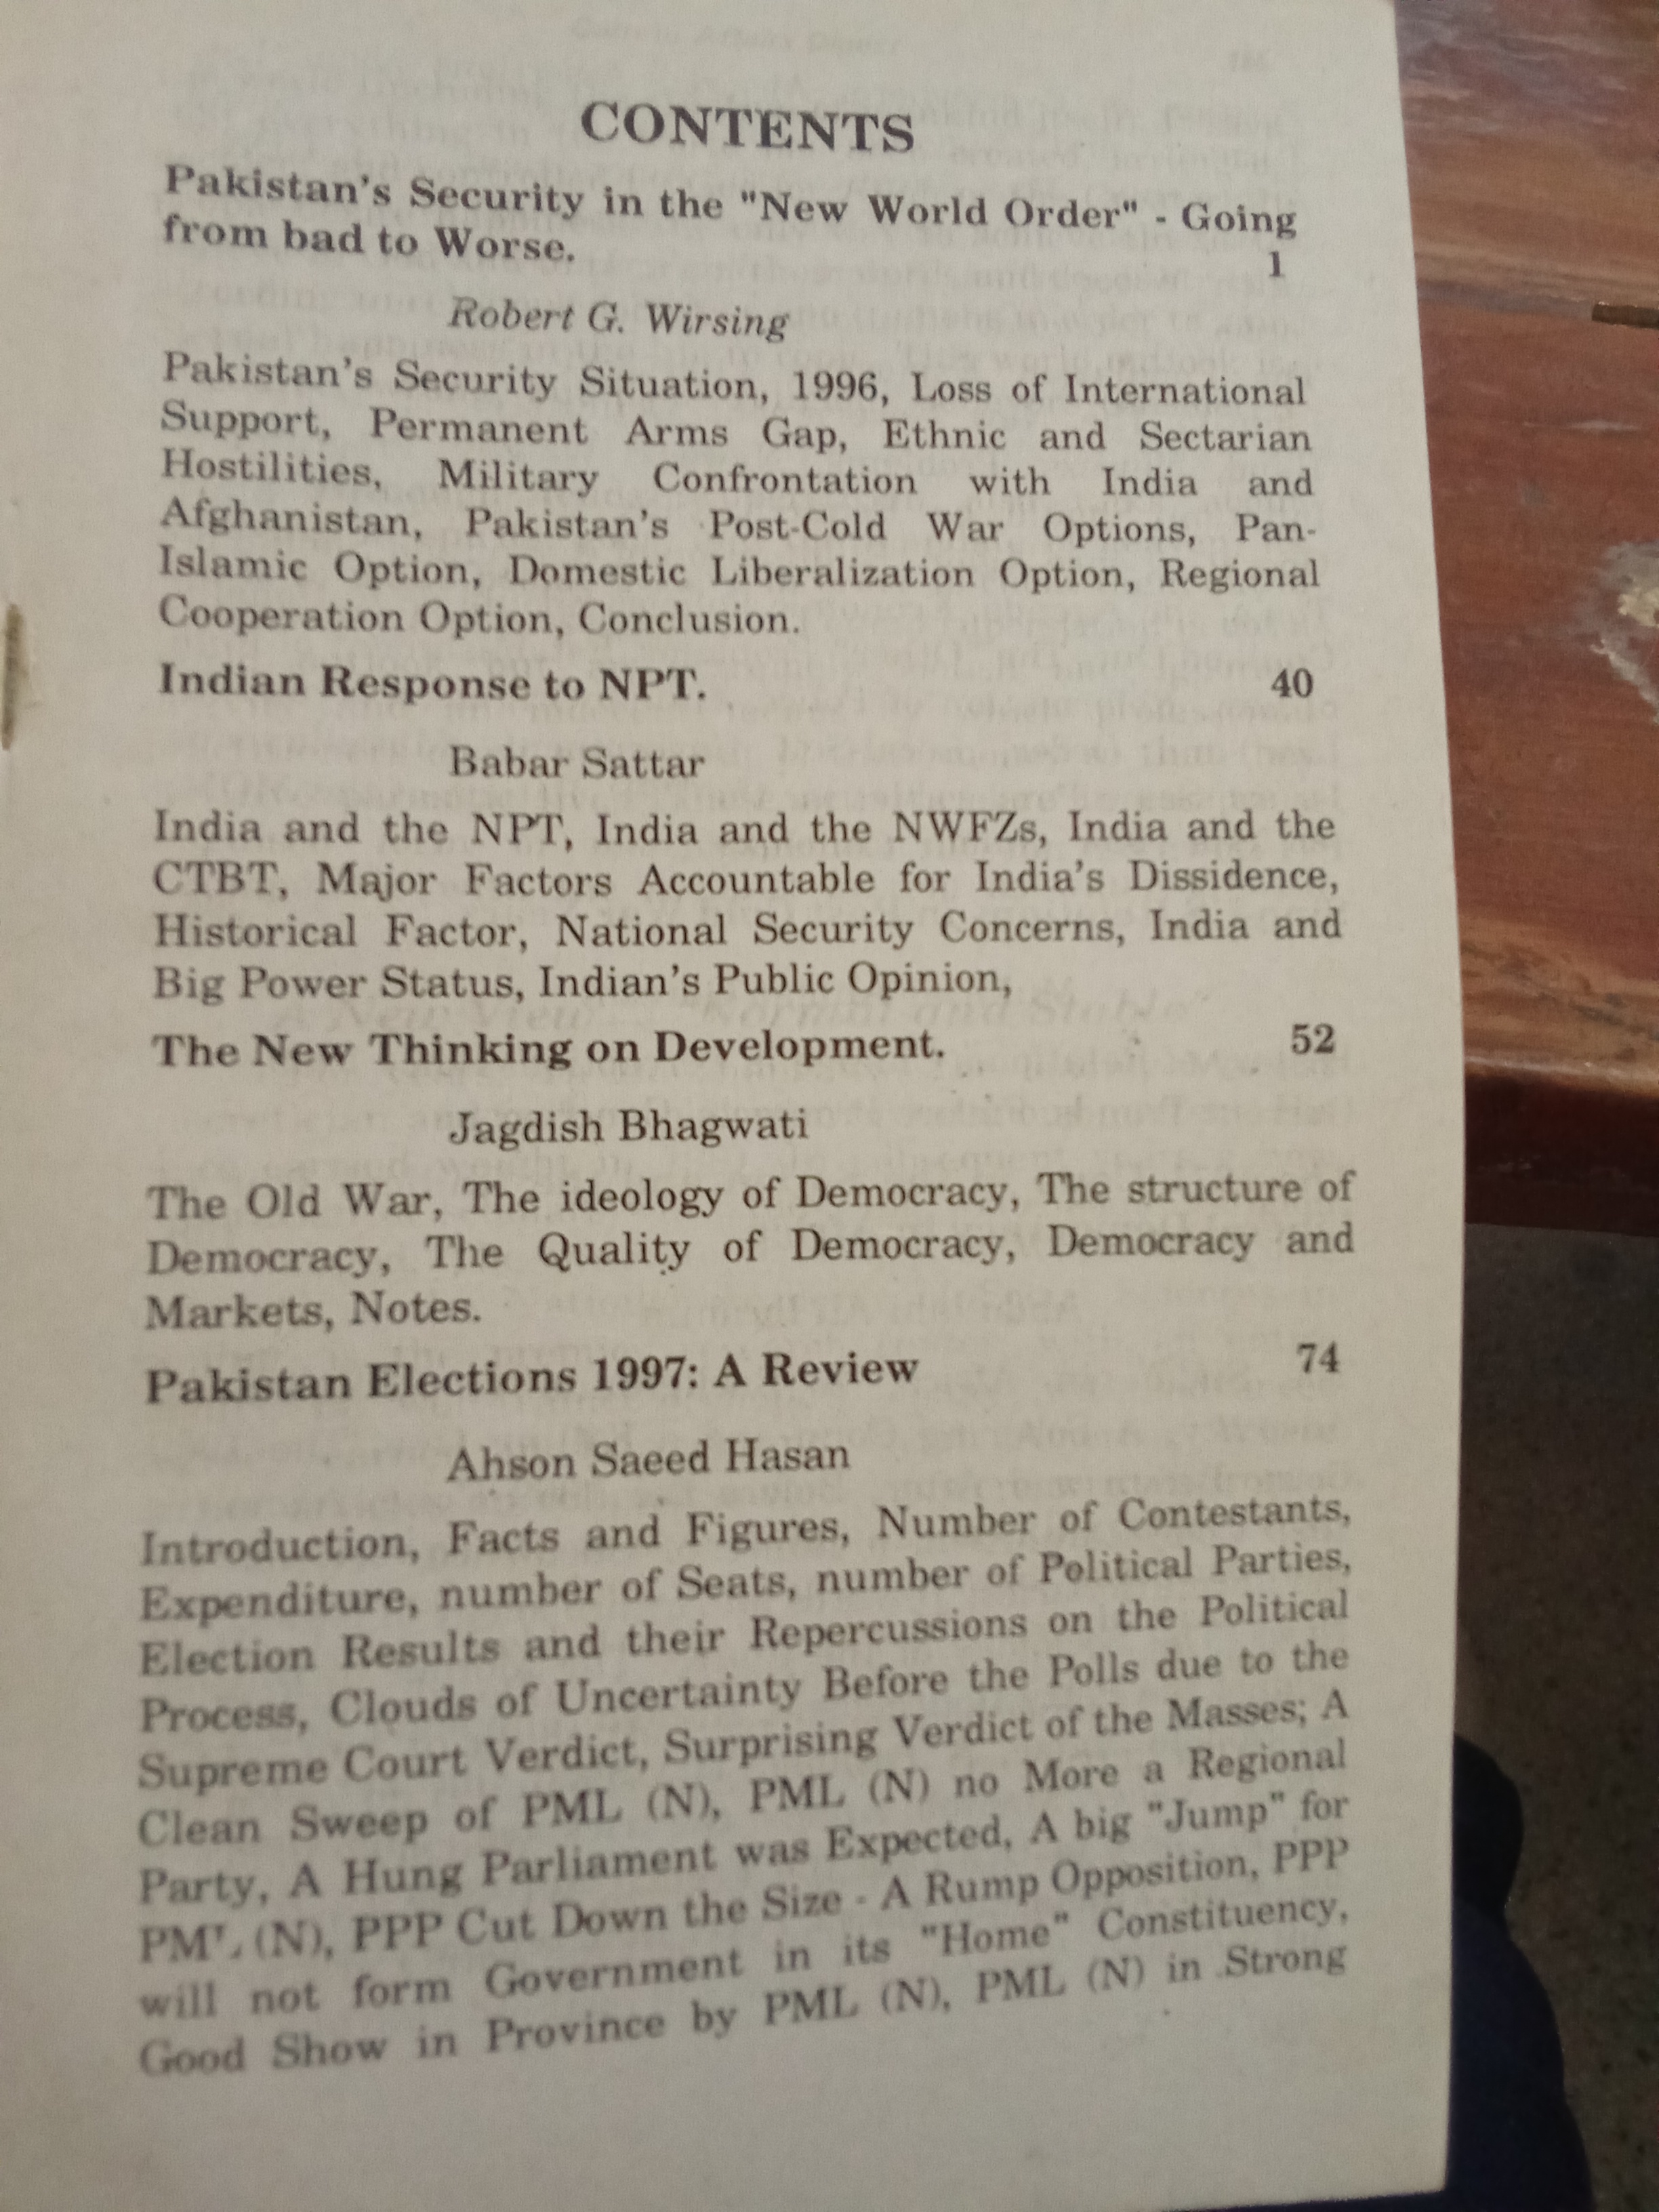 CONTENTS
Pakistan's Security in the "New World Order" - Going
from bad to Worse. 1
Robert G. Wirsing
Pakistan's Security Situation, 1996, Loss of International
Support, Permanent Arms Gap, Ethnic and Sectarian
Hostilities, Military Confrontation with India and
Afghanistan, Pakistan's Post-Cold War Options, Pan-
Islamic Option, Domestic Liberalization Option, Regional
Cooperation Option, Conclusion.
Indian Response to NPT. 40
Babar Sattar
India and the NPT, India and the NWFZs, India and the
CTBT, Major Factors Accountable for India's Dissidence,
Historical Factor, National Security Concerns, India and
Big Power Status, Indian's Public Opinion,
The New Thinking on Development. 52
Jagdish Bhagwati
The Old War, The ideology of Democracy, The structure of
Democracy, The Quality of Democracy, Democracy and
Markets, Notes.
Pakistan Elections 1997: A Review 74
Ahson Saeed Hasan
Introduction, Facts and Figures, Number of Contestants,
Expenditure, number of Seats, number of Political Parties,
Election Results and their Repercussions on the Political
Process, Clouds of Uncertainty Before the Polls due to the
Supreme Court Verdict, Surprising Verdict of the Masses; A
Clean Sweep of PML (N), PML (N) no More a Regional
Party, A Hung Parliament was Expected, A big "Jump" for
PML (N), PPP Cut Down the Size - A Rump Opposition, PPP
will not form Government in its "Home" Constituency,
Good Show in Province by PML (N), PML (N) in Strong